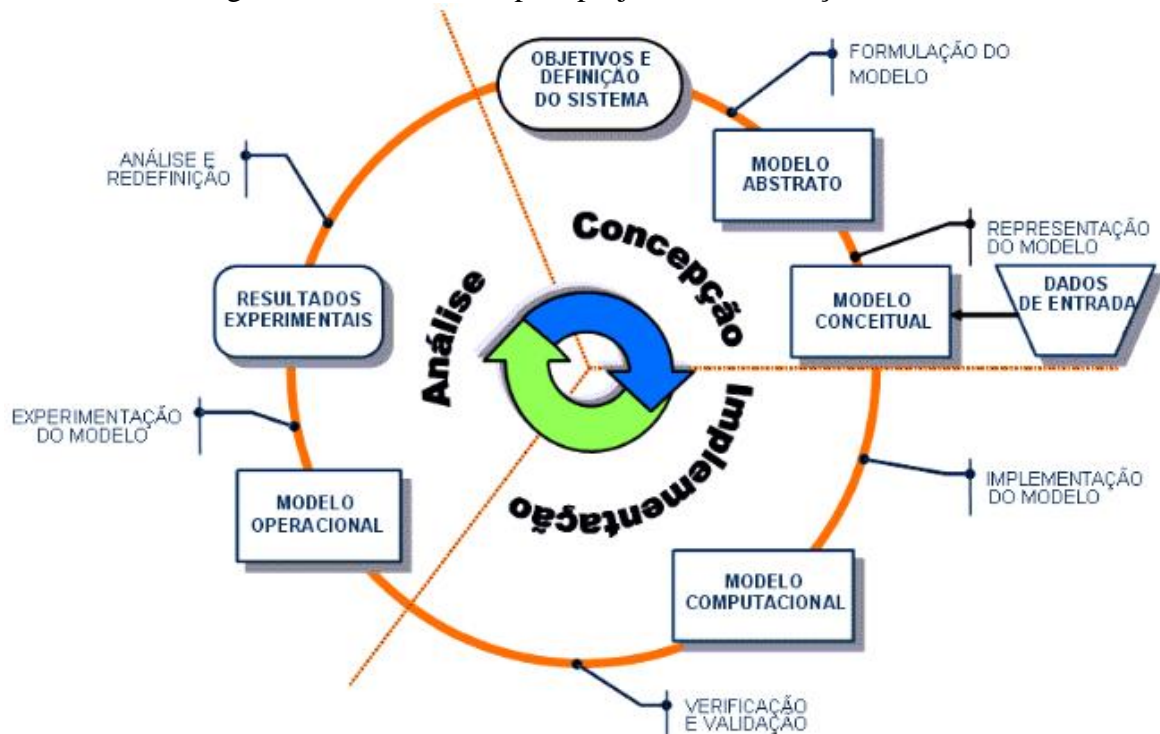 OBJETIVOS E
DEFINIÇÃO
DO SISTEMA
FORMULAÇÃO DO
MODELO
MODELO
ABSTRATO
REPRESENTAÇÃO
DO MODELO
MODELO
CONCEITUAL
DADOS
DE ENTRADA
IMPLEMENTAÇÃO
DO MODELO
MODELO
COMPUTACIONAL
VERIFICAÇÃO
E VALIDAÇÃO
MODELO
OPERACIONAL
EXPERIMENTAÇÃO
DO MODELO
RESULTADOS
EXPERIMENTAIS
ANÁLISE E
REDEFINIÇÃO
Concepção
Implementação
Análise